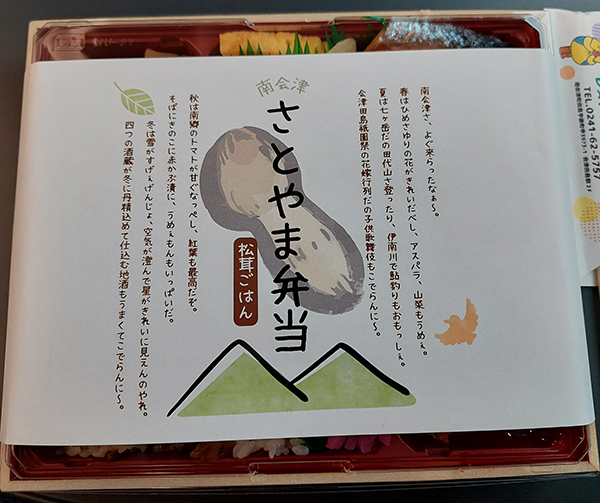 南会津
さとやま弁当
松茸ごはん
南会津さ、よぐ来らったなぁ〜。
春はひめさゆりの花がきれいだべし、アスパラ、山菜もうめぇ。
夏は七ヶ岳だの田代山さ登ったり、伊南川で鮎釣りもおもっしぇ。
会津田島祇園祭の花嫁行列だの子供歌舞伎もこでらんに〜。
秋は南郷のトマトが甘ぐなっぺし、紅葉も最高だぞ。
そばにきのこに赤かぶ漬に、うめぇもんもいっぱいだ。
冬は雪がすげぇげんじょ、空気が澄んで星がきれいに見えんのやれ。
四つの酒蔵が冬に丹精込めて仕込む地酒もうまくてこでらんに〜。
TEL 0241-62-5757